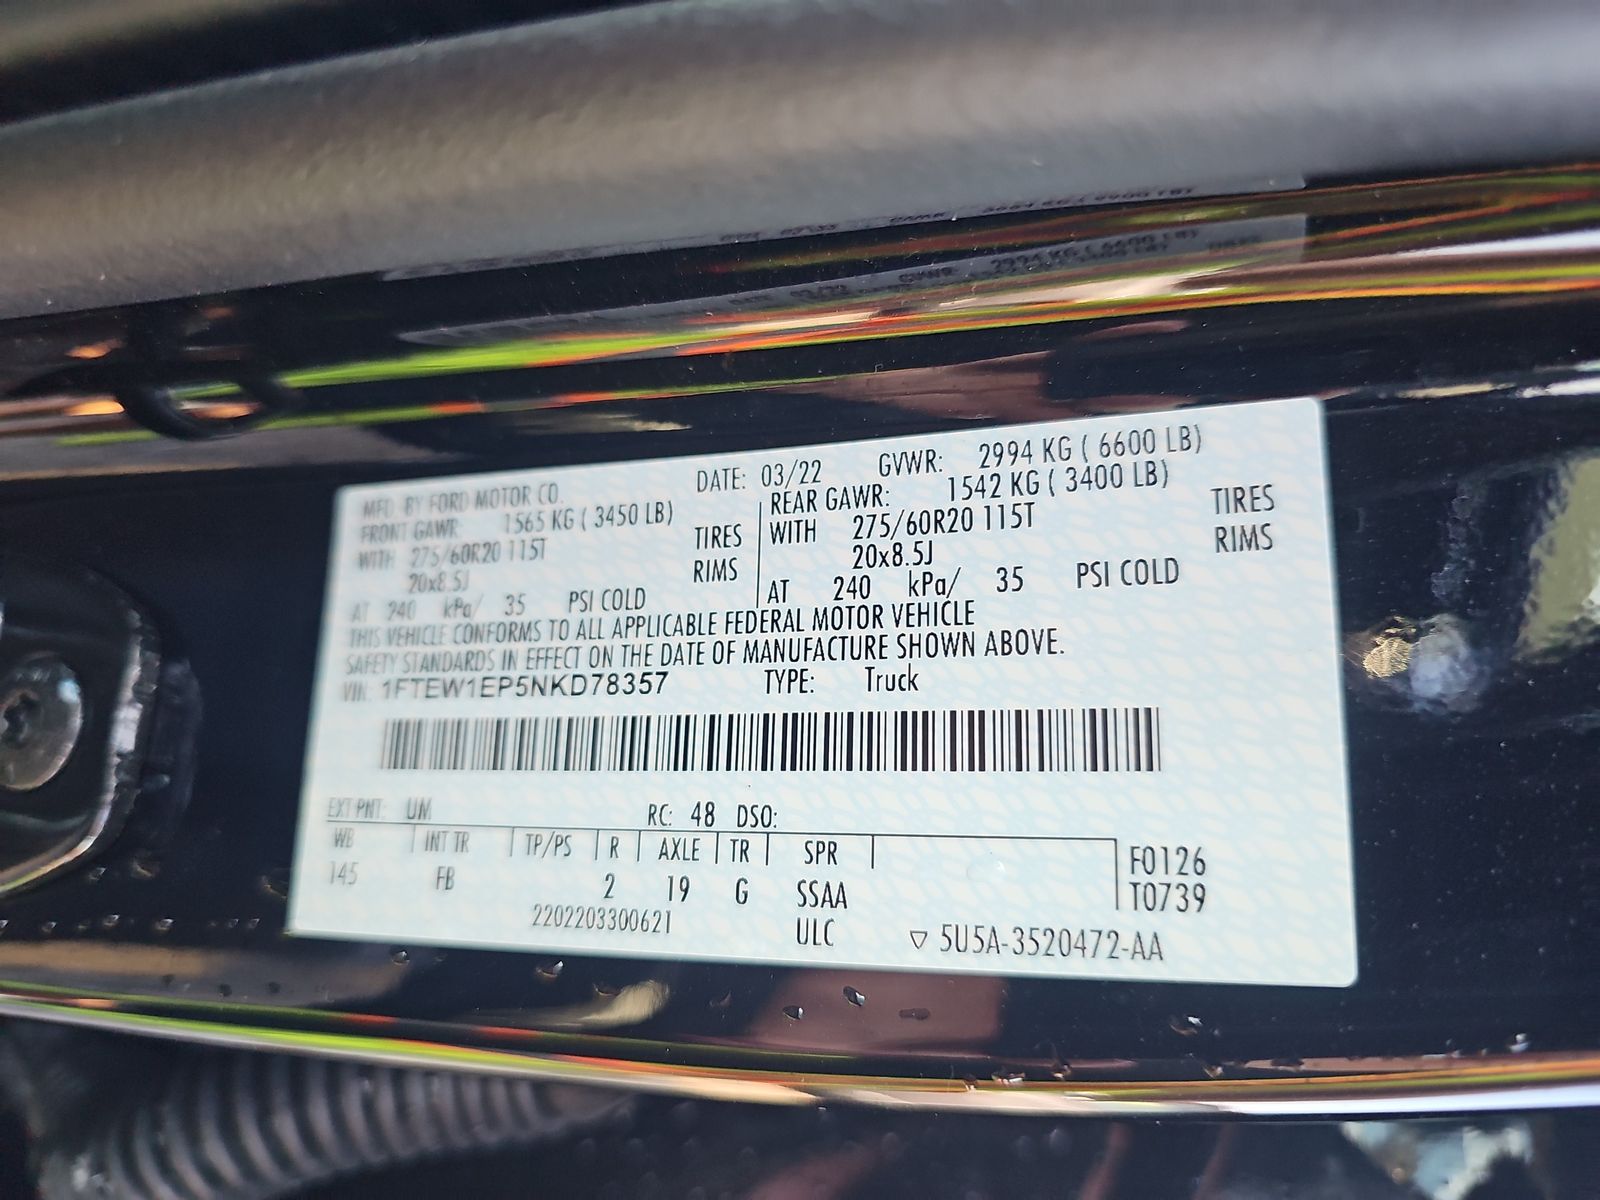 MFD. BY FORD MOTOR CO. DATE: 03/22 GVWR: 2994 KG ( 6600 LB)
FRONT GAWR: 1565 KG ( 3450 LB) REAR GAWR: 1542 KG ( 3400 LB)
WITH 275/60R20 115T TIRES WITH 275/60R20 115T TIRES
20x8.5J RIMS 20x8.5J RIMS
AT 240 kPa/ 35 PSI COLD AT 240 kPa/ 35 PSI COLD
THIS VEHICLE CONFORMS TO ALL APPLICABLE FEDERAL MOTOR VEHICLE
SAFETY STANDARDS IN EFFECT ON THE DATE OF MANUFACTURE SHOWN ABOVE.
VIN: 1FTEW1EP5NKD78357 TYPE: Truck
EXT PNT: UM RC: 48 DSO:
WB INT TR TP/PS R AXLE TR SPR F0126
145 FB 2 19 G SSAA T0739
2202203300621 ULC ▽ 5U5A-3520472-AA